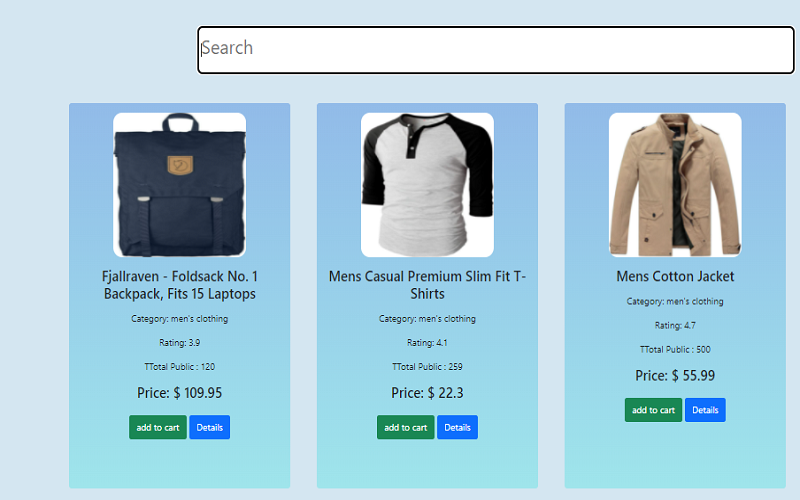 Search
Fjallraven - Foldsack No. 1
Backpack, Fits 15 Laptops
Category: men's clothing
Rating: 3.9
TTotal Public : 120
Price: $ 109.95
add to cart Details
Mens Casual Premium Slim Fit T-
Shirts
Category: men's clothing
Rating: 4.1
TTotal Public : 259
Price: $ 22.3
add to cart Details
Mens Cotton Jacket
Category: men's clothing
Rating: 4.7
TTotal Public : 500
Price: $ 55.99
add to cart Details